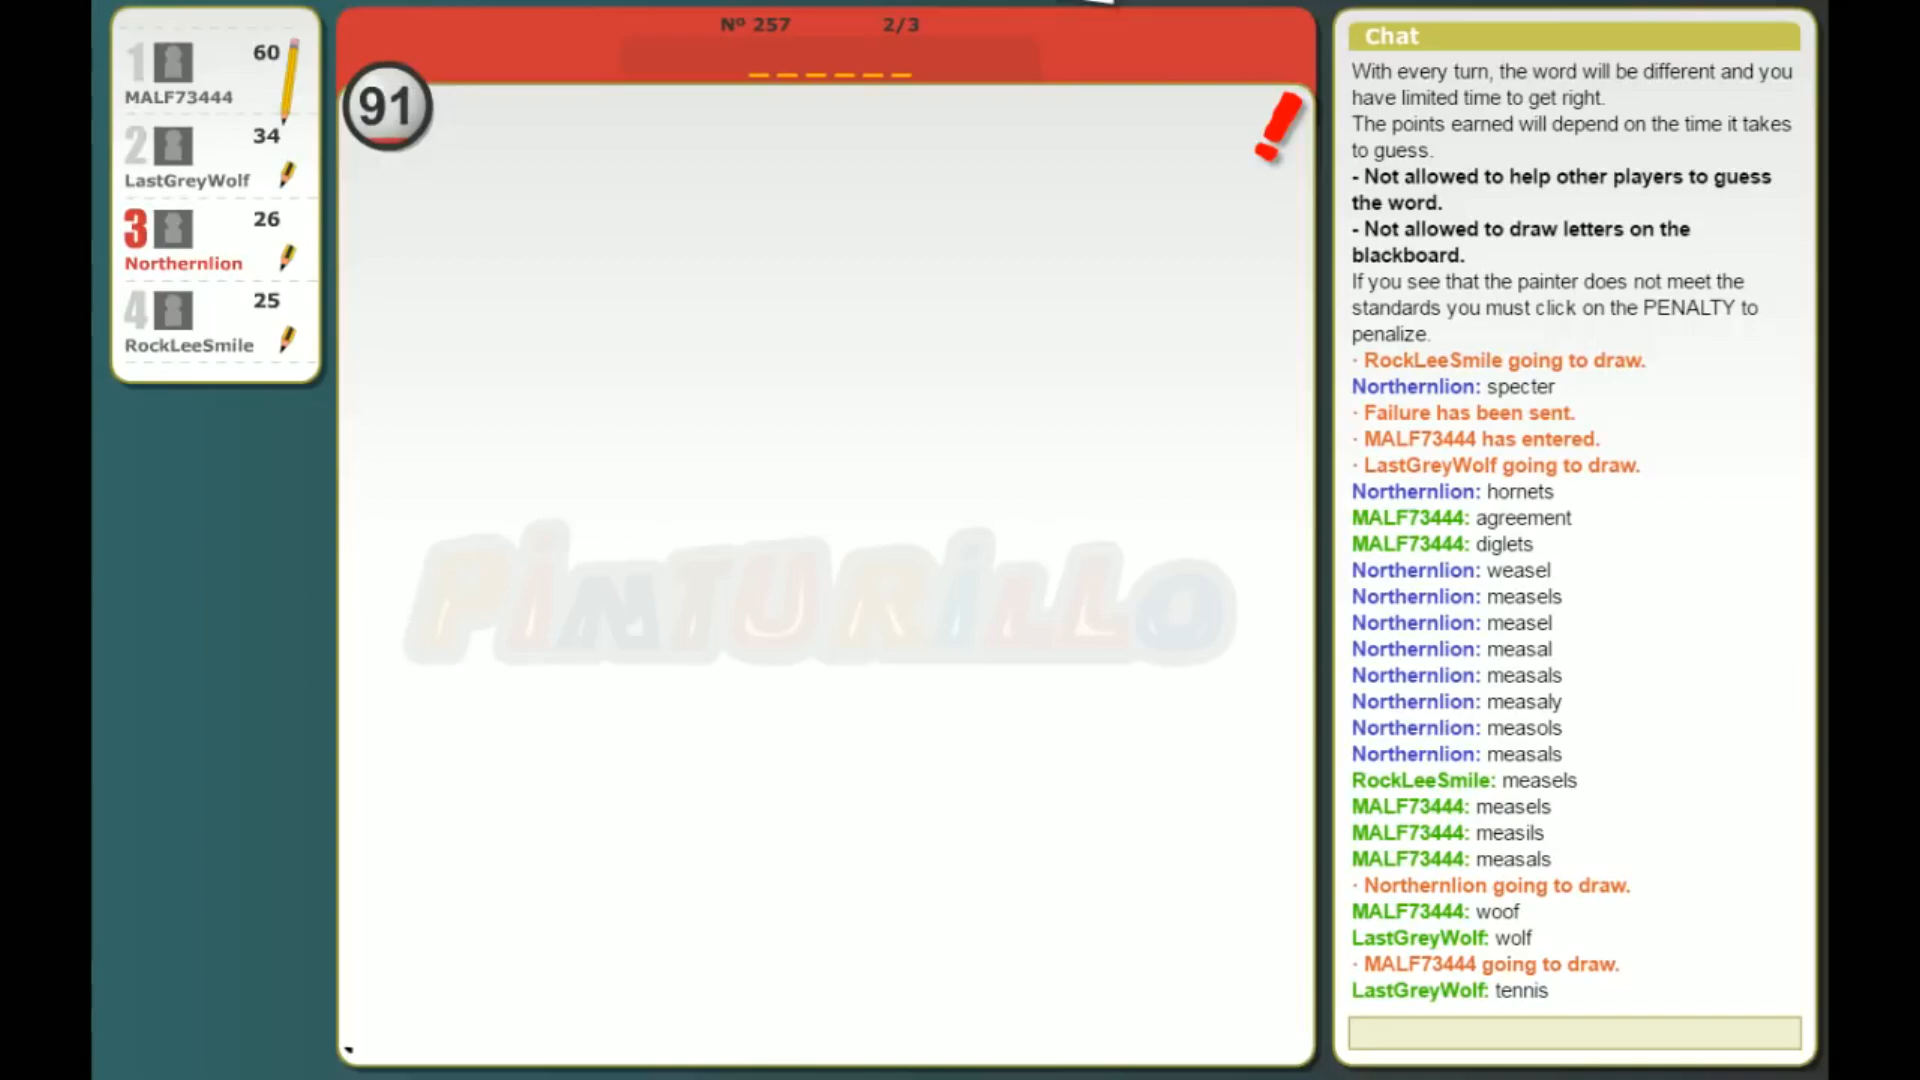 1
60
MALF73444
2
34
LastGreyWolf
3
26
Northernlion
4
25
RockLeeSmile
Nº 257
2/3
_ _ _ _ _ _
91
!
PiNTURiLLO
Chat
With every turn, the word will be different and you
have limited time to get right.
The points earned will depend on the time it takes
to guess.
- Not allowed to help other players to guess
the word.
- Not allowed to draw letters on the
blackboard.
If you see that the painter does not meet the
standards you must click on the PENALTY to
penalize.
· RockLeeSmile going to draw.
Northernlion: specter
· Failure has been sent.
· MALF73444 has entered.
· LastGreyWolf going to draw.
Northernlion: hornets
MALF73444: agreement
MALF73444: diglets
Northernlion: weasel
Northernlion: measels
Northernlion: measel
Northernlion: measal
Northernlion: measals
Northernlion: measaly
Northernlion: measols
Northernlion: measals
RockLeeSmile: measels
MALF73444: measels
MALF73444: measils
MALF73444: measals
· Northernlion going to draw.
MALF73444: woof
LastGreyWolf: wolf
· MALF73444 going to draw.
LastGreyWolf: tennis